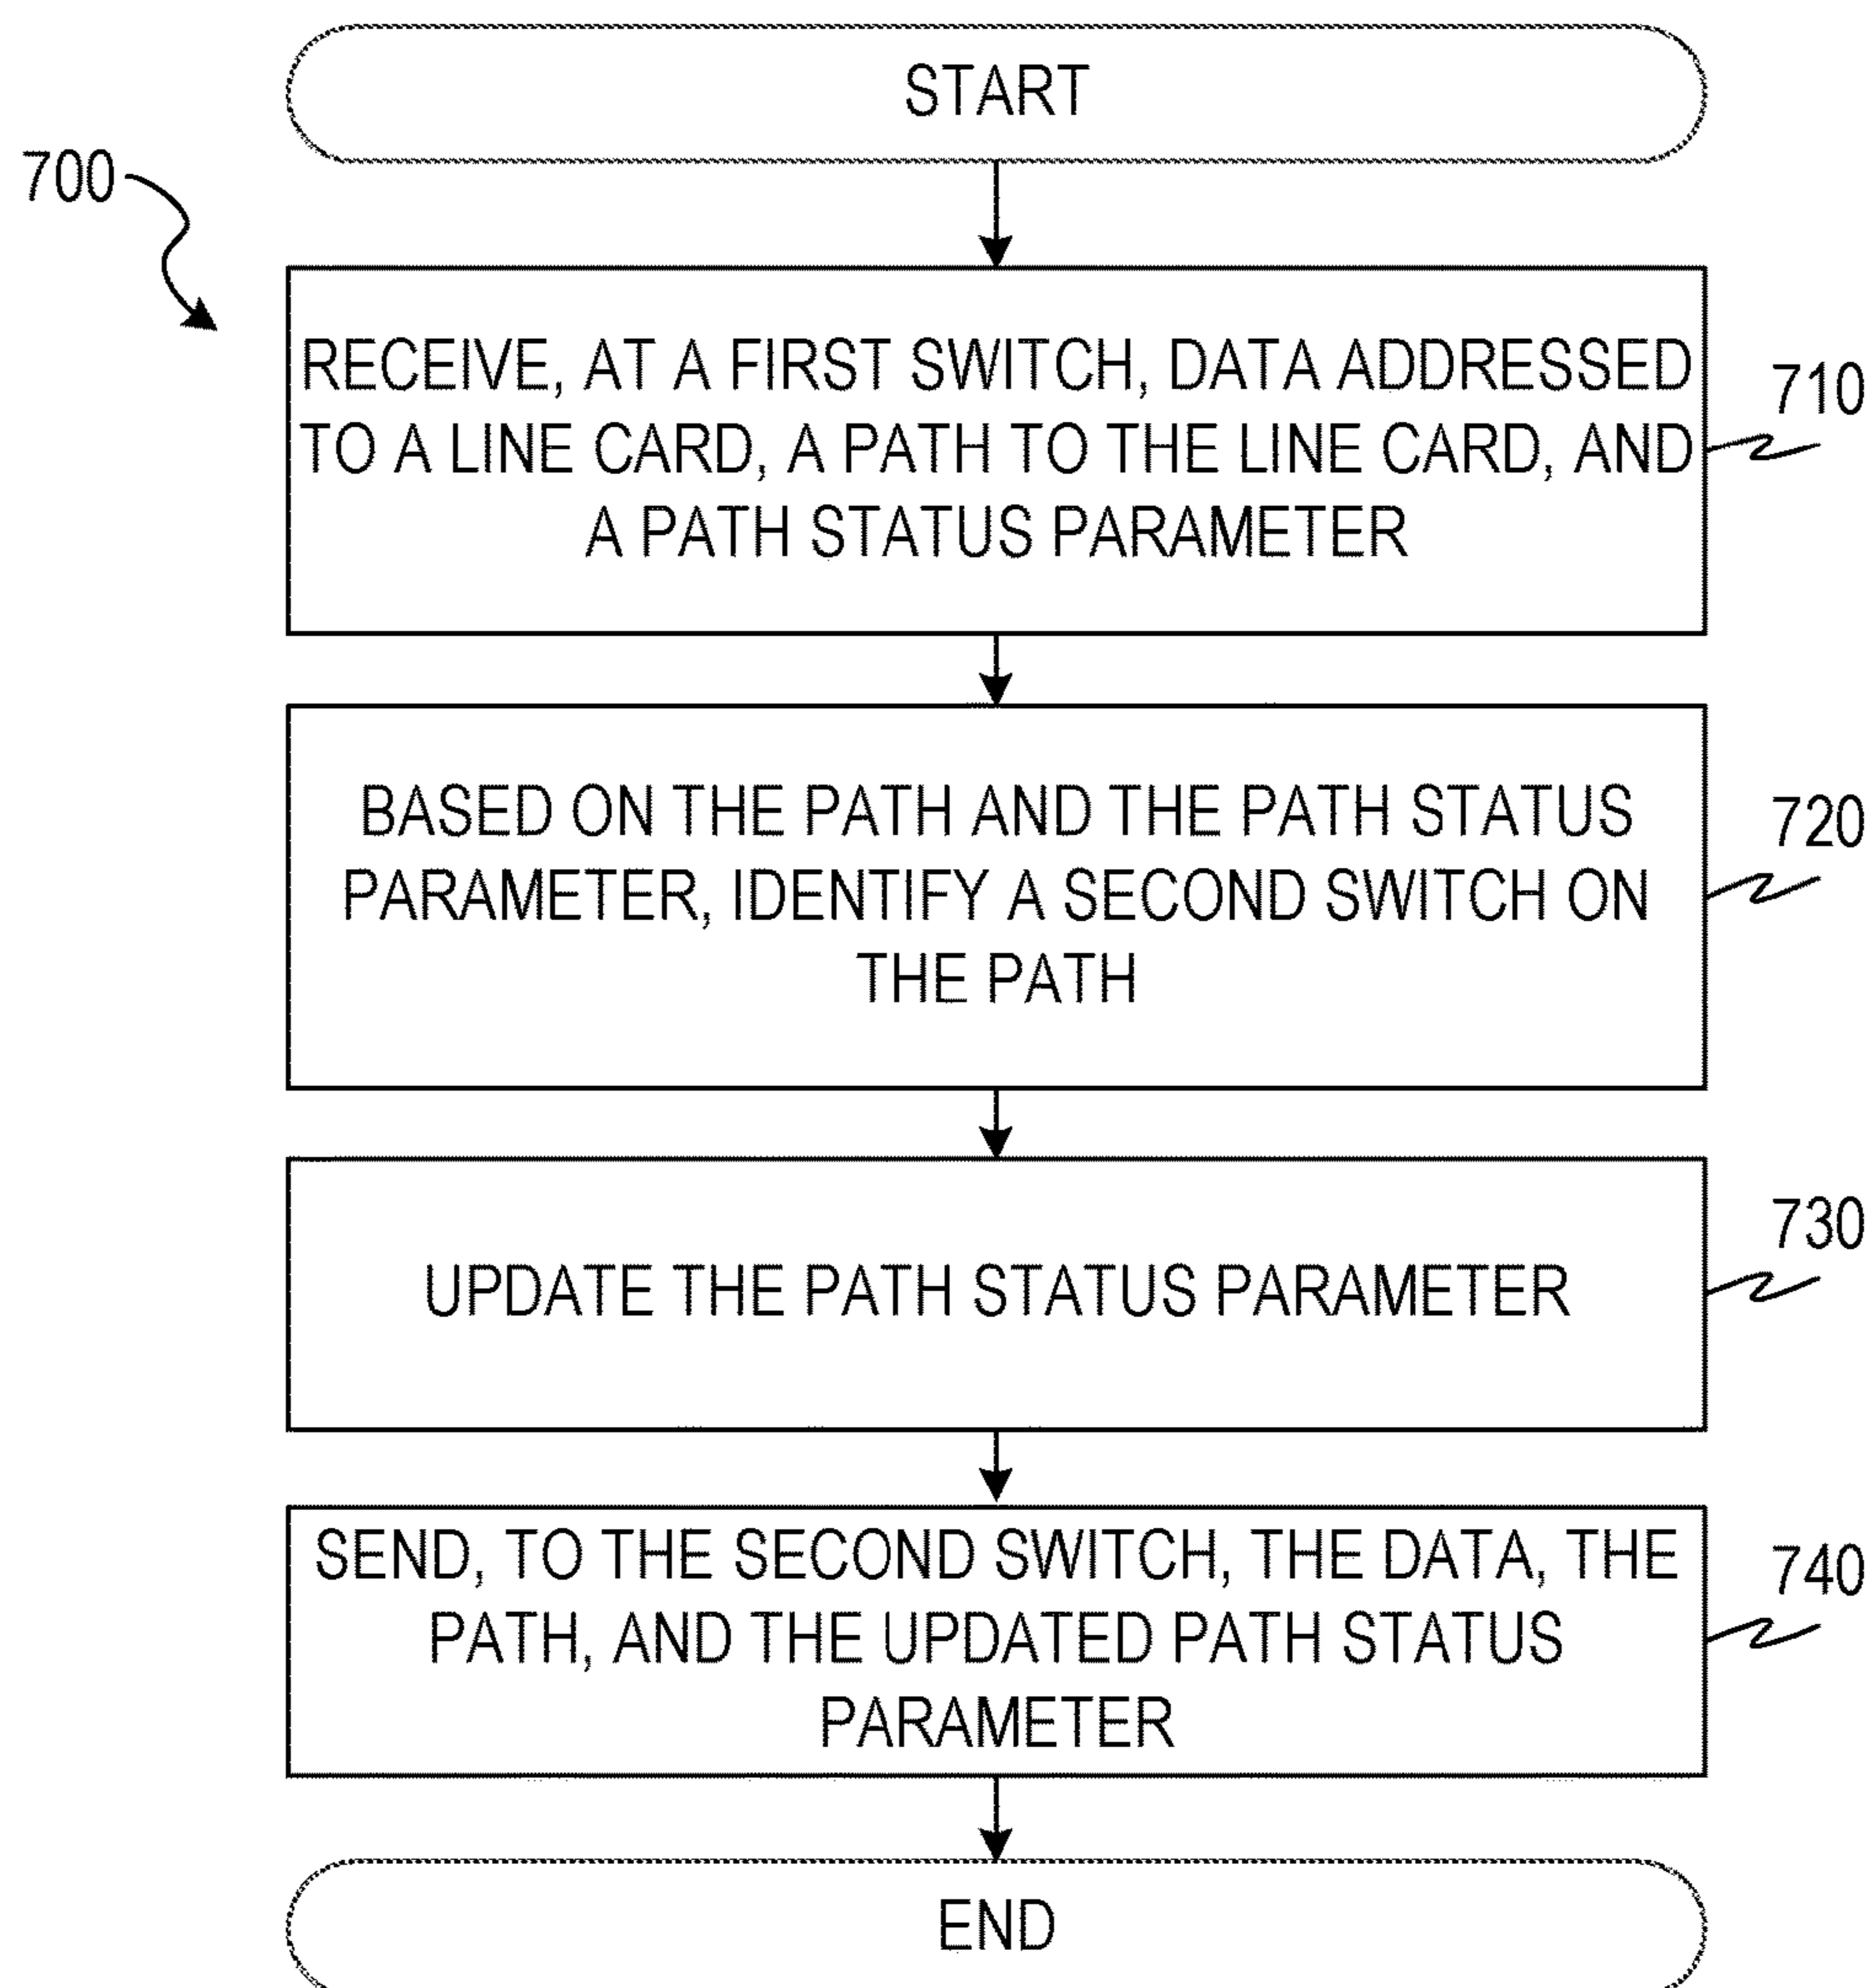 START
700
RECEIVE, AT A FIRST SWITCH, DATA ADDRESSED
TO A LINE CARD, A PATH TO THE LINE CARD, AND
A PATH STATUS PARAMETER
710
BASED ON THE PATH AND THE PATH STATUS
PARAMETER, IDENTIFY A SECOND SWITCH ON
THE PATH
720
UPDATE THE PATH STATUS PARAMETER
730
SEND, TO THE SECOND SWITCH, THE DATA, THE
PATH, AND THE UPDATED PATH STATUS
PARAMETER
740
END